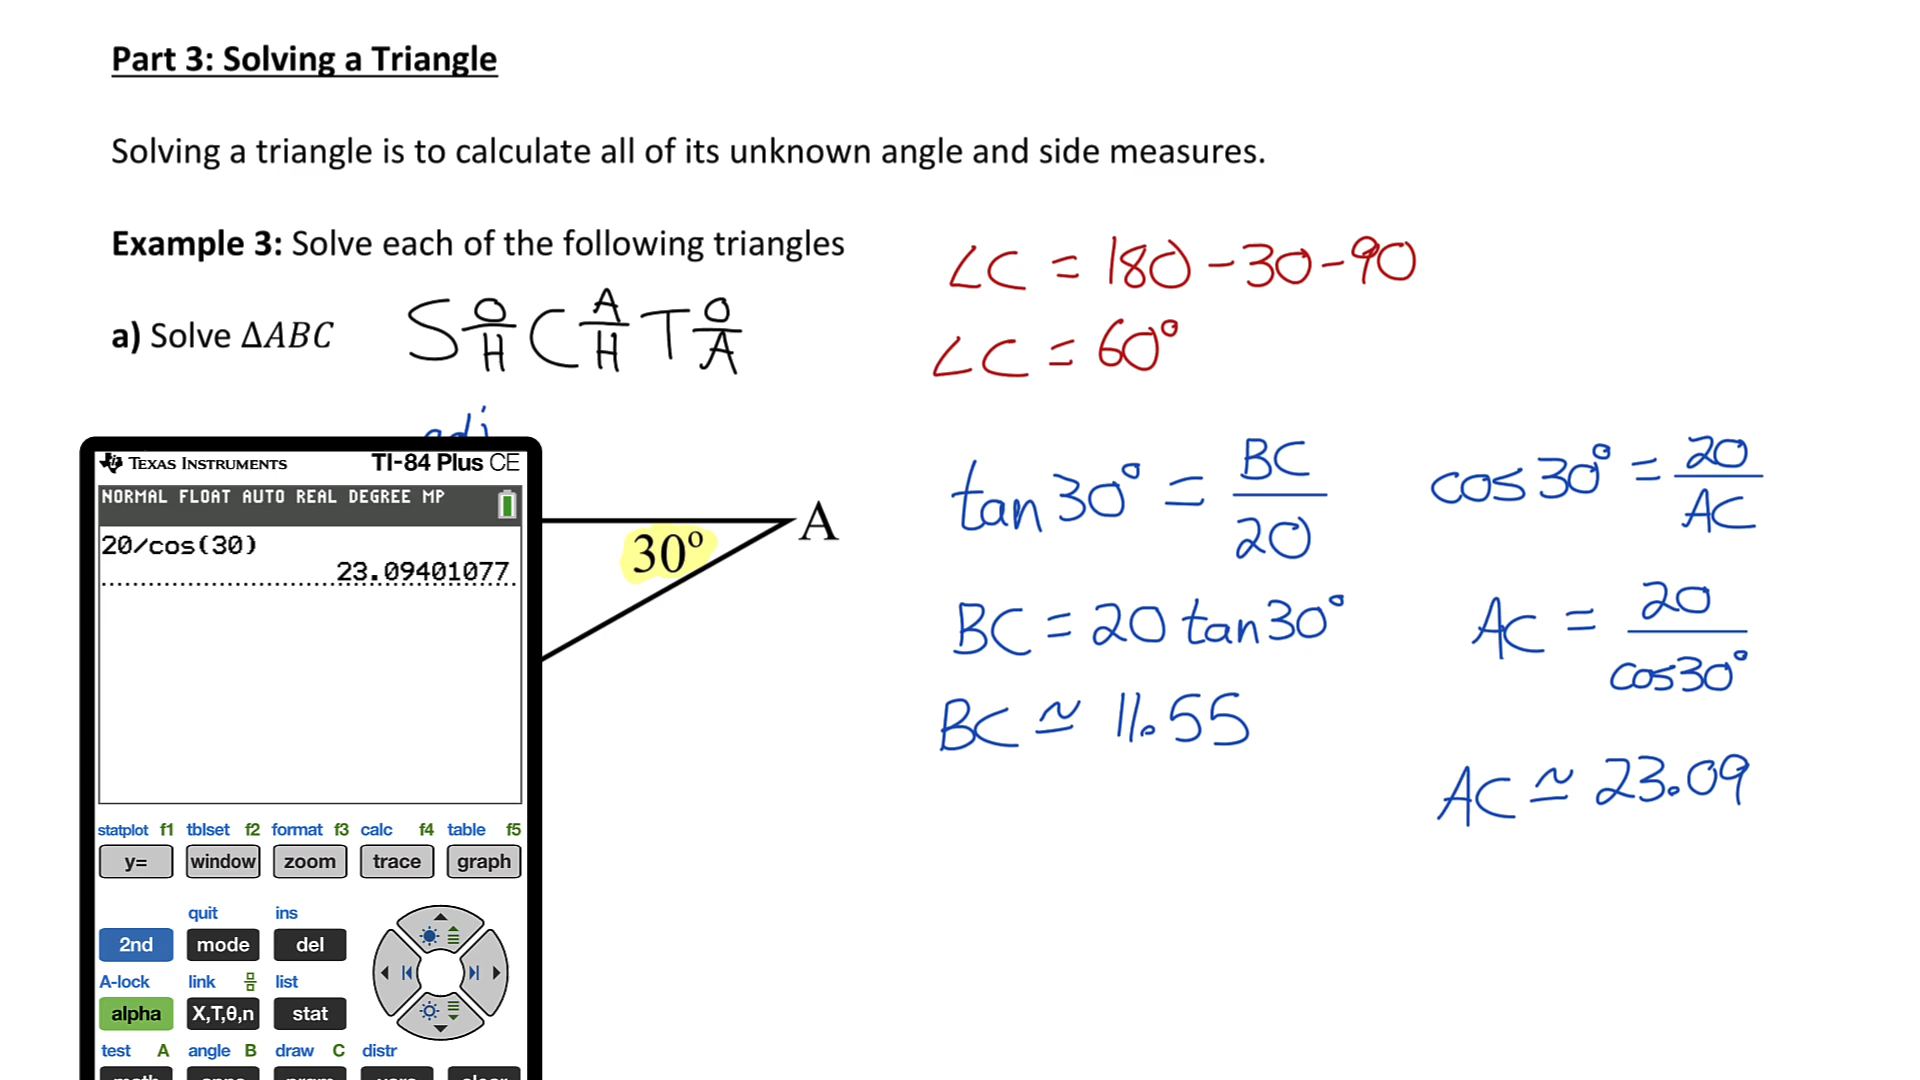 Part 3: Solving a Triangle
Solving a triangle is to calculate all of its unknown angle and side measures.
Example 3: Solve each of the following triangles
a) Solve ΔABC
S O/H C A/H T O/A
∠C = 180 - 30 - 90
∠C = 60°
adj
A
30°
tan 30° = BC/20
BC = 20 tan 30°
BC ≃ 11.55
cos 30° = 20/AC
AC = 20/cos 30°
AC ≃ 23.09
TEXAS INSTRUMENTS TI-84 Plus CE
NORMAL FLOAT AUTO REAL DEGREE MP
20/cos(30)
23.09401077
statplot f1 tblset f2 format f3 calc f4 table f5
y= window zoom trace graph
quit ins
2nd mode del
A-lock link list
alpha X,T,θ,n stat
test A angle B draw C distr